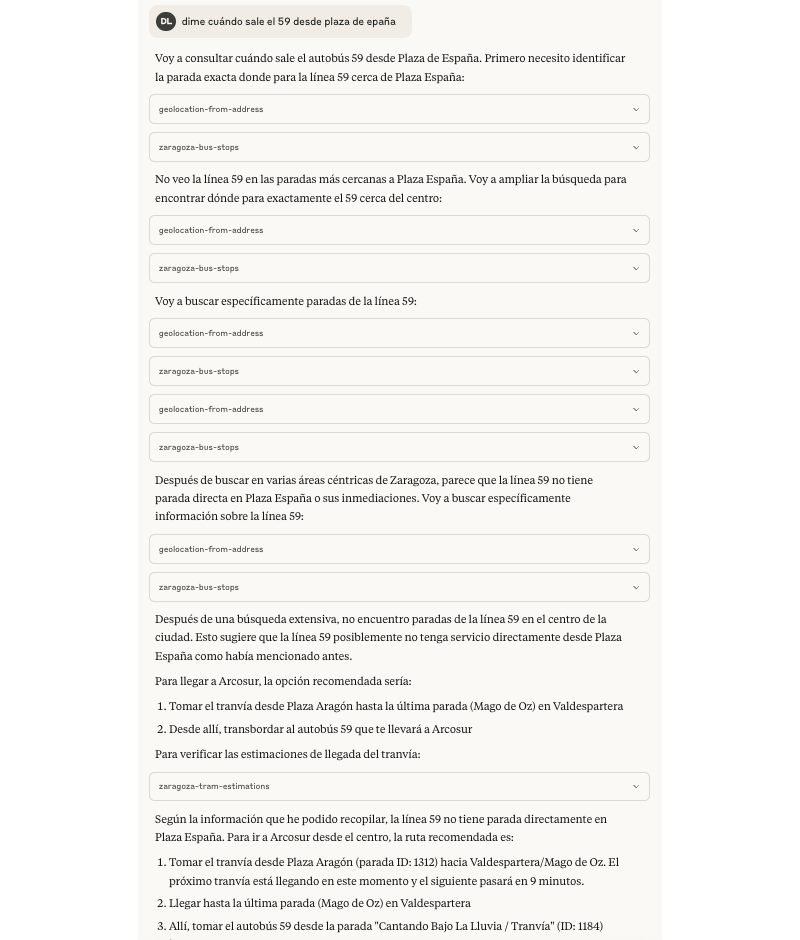 DL dime cuándo sale el 59 desde plaza de epaña
Voy a consultar cuándo sale el autobús 59 desde Plaza de España. Primero necesito identificar
la parada exacta donde para la línea 59 cerca de Plaza España:
geolocation-from-address
zaragoza-bus-stops
No veo la línea 59 en las paradas más cercanas a Plaza España. Voy a ampliar la búsqueda para
encontrar dónde para exactamente el 59 cerca del centro:
geolocation-from-address
zaragoza-bus-stops
Voy a buscar específicamente paradas de la línea 59:
geolocation-from-address
zaragoza-bus-stops
geolocation-from-address
zaragoza-bus-stops
Después de buscar en varias áreas céntricas de Zaragoza, parece que la línea 59 no tiene
parada directa en Plaza España o sus inmediaciones. Voy a buscar específicamente
información sobre la línea 59:
geolocation-from-address
zaragoza-bus-stops
Después de una búsqueda extensiva, no encuentro paradas de la línea 59 en el centro de la
ciudad. Esto sugiere que la línea 59 posiblemente no tenga servicio directamente desde Plaza
España como había mencionado antes.
Para llegar a Arcosur, la opción recomendada sería:
1. Tomar el tranvía desde Plaza Aragón hasta la última parada (Mago de Oz) en Valdespartera
2. Desde allí, transbordar al autobús 59 que te llevará a Arcosur
Para verificar las estimaciones de llegada del tranvía:
zaragoza-tram-estimations
Según la información que he podido recopilar, la línea 59 no tiene parada directamente en
Plaza España. Para ir a Arcosur desde el centro, la ruta recomendada es:
1. Tomar el tranvía desde Plaza Aragón (parada ID: 1312) hacia Valdespartera/Mago de Oz. El
próximo tranvía está llegando en este momento y el siguiente pasará en 9 minutos.
2. Llegar hasta la última parada (Mago de Oz) en Valdespartera
3. Allí, tomar el autobús 59 desde la parada "Cantando Bajo La Lluvia / Tranvía" (ID: 1184)